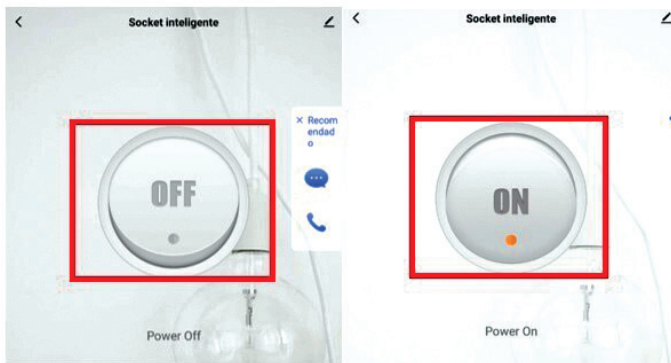 Socket inteligente
× Recom
endad
o
OFF
Power Off
Socket inteligente
ON
Power On